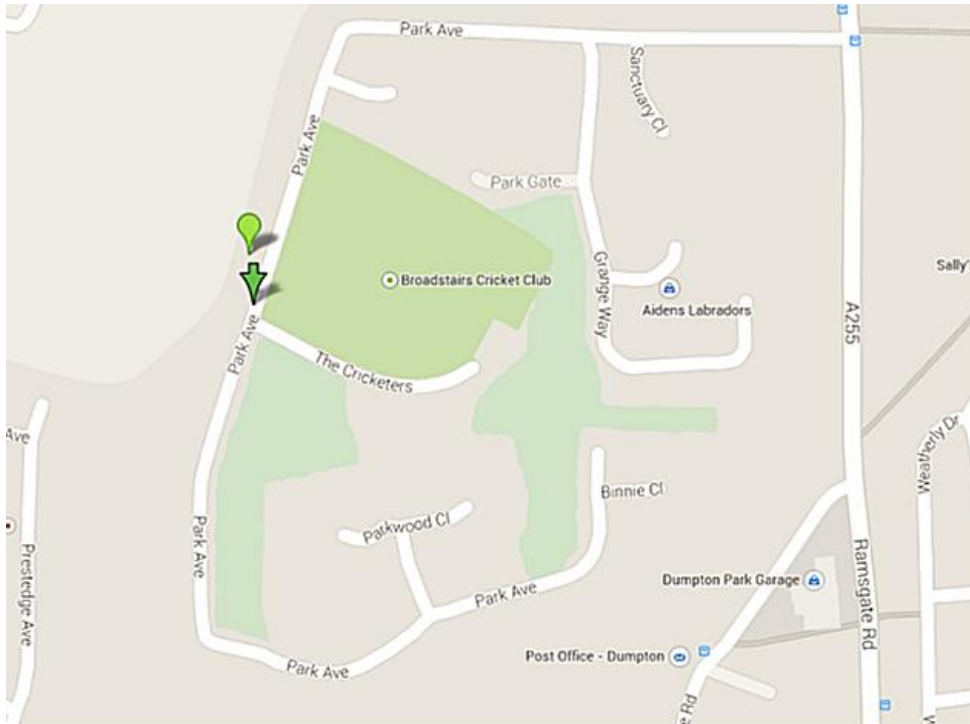 Park Ave
Sanctuary Cl
Park Ave
Park Gate
Broadstairs Cricket Club
Grange Way
Aidens Labradors
Sally'
A255
Park Ave
The Cricketers
Ave
Binnie Cl
Parkwood Cl
Park Ave
Prestedge Ave
Park Ave
Dumpton Park Garage
Ramsgate Rd
Post Office - Dumpton
Park Ave
e Rd